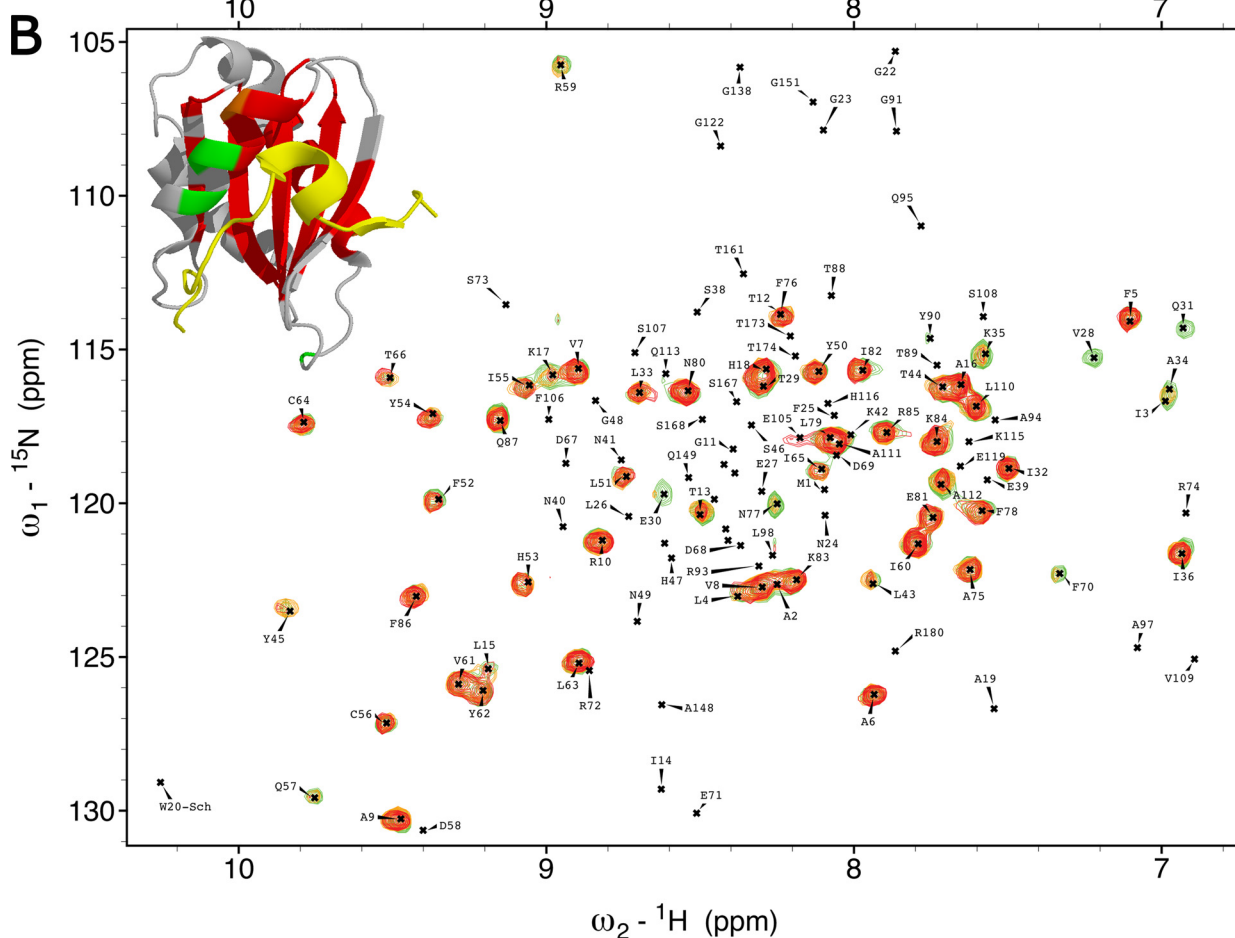 B
10 9 8 7
105
110
115
120
125
130
ω₁ - ¹⁵N (ppm)
R59
G138
G151
G22
G23
G91
G122
Q95
T161
T88
S73
S38
T12
F76
S108
F5
Q31
S107
T173
Y90
K35
V28
T66
K17
V7
Q113
T174
Y50
I82
T89
A16
A34
I55
L33
N80
H18
T29
T44
L110
I3
C64
Y54
F106
G48
S167
H116
F25
K42
R85
K84
A94
Q87
D67
N41
S168
E105
L79
K115
G11
S46
A111
L51
Q149
E27
I65
D69
E119
I32
F52
T13
M1
A112
E39
N40
L26
E30
N77
E81
F78
R74
R10
D68
L98
N24
H53
H47
R93
K83
I60
I36
V8
L43
A75
F70
F86
L4
A2
Y45
N49
L15
R180
A97
V61
V109
Y62
L63
R72
A6
A19
C56
A148
I14
W20-Sch
Q57
E71
A9
D58
10 9 8 7
ω₂ - ¹H (ppm)